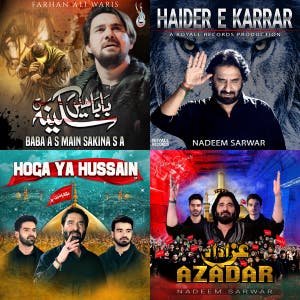 FARHAN ALI WARIS
بابا میں سکینہ
BABA A S MAIN SAKINA S A
HAIDER E KARRAR
A ROYALL RECORDS PRODUCTION
NADEEM SARWAR
HOGA YA HUSSAIN
عزادار
AZADAR
NADEEM SARWAR